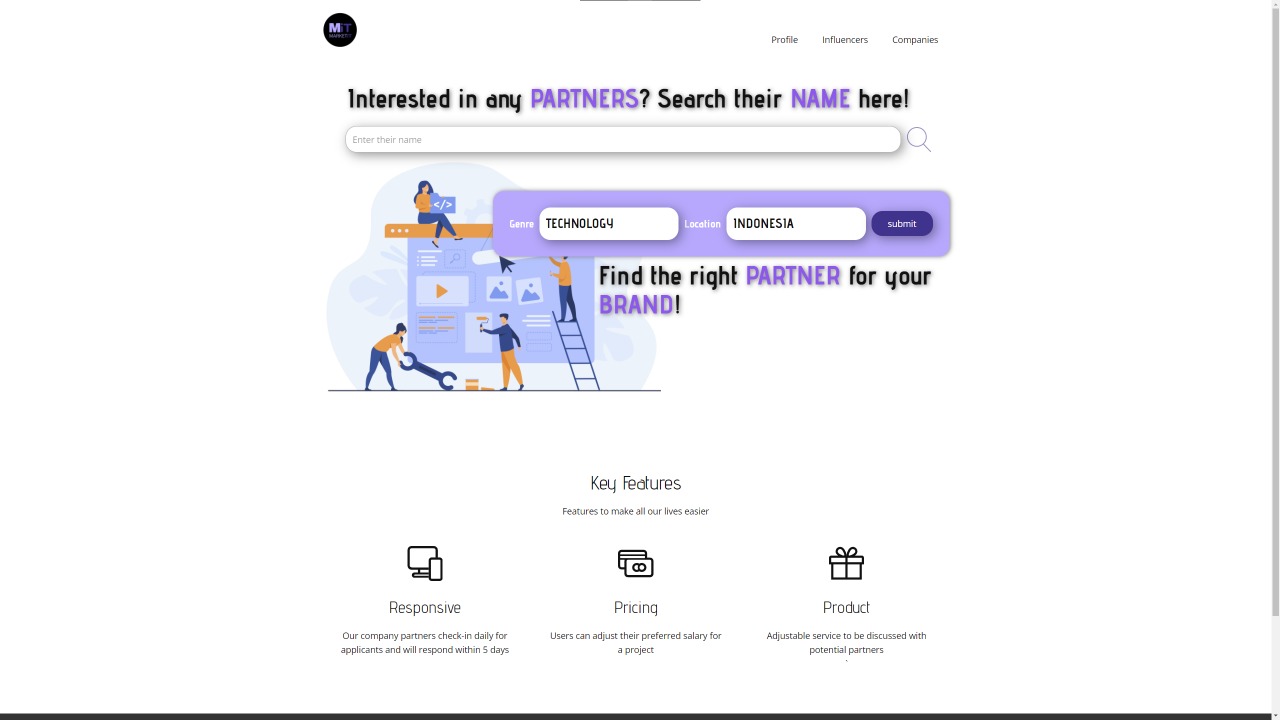 MiT
MARKETIT
Profile
Influencers
Companies
Interested in any PARTNERS? Search their NAME here!
Enter their name
</>
Genre
TECHNOLOGY
Location
INDONESIA
submit
Find the right PARTNER for your
BRAND!
Key Features
Features to make all our lives easier
Responsive
Our company partners check-in daily for
applicants and will respond within 5 days
Pricing
Users can adjust their preferred salary for
a project
Product
Adjustable service to be discussed with
potential partners